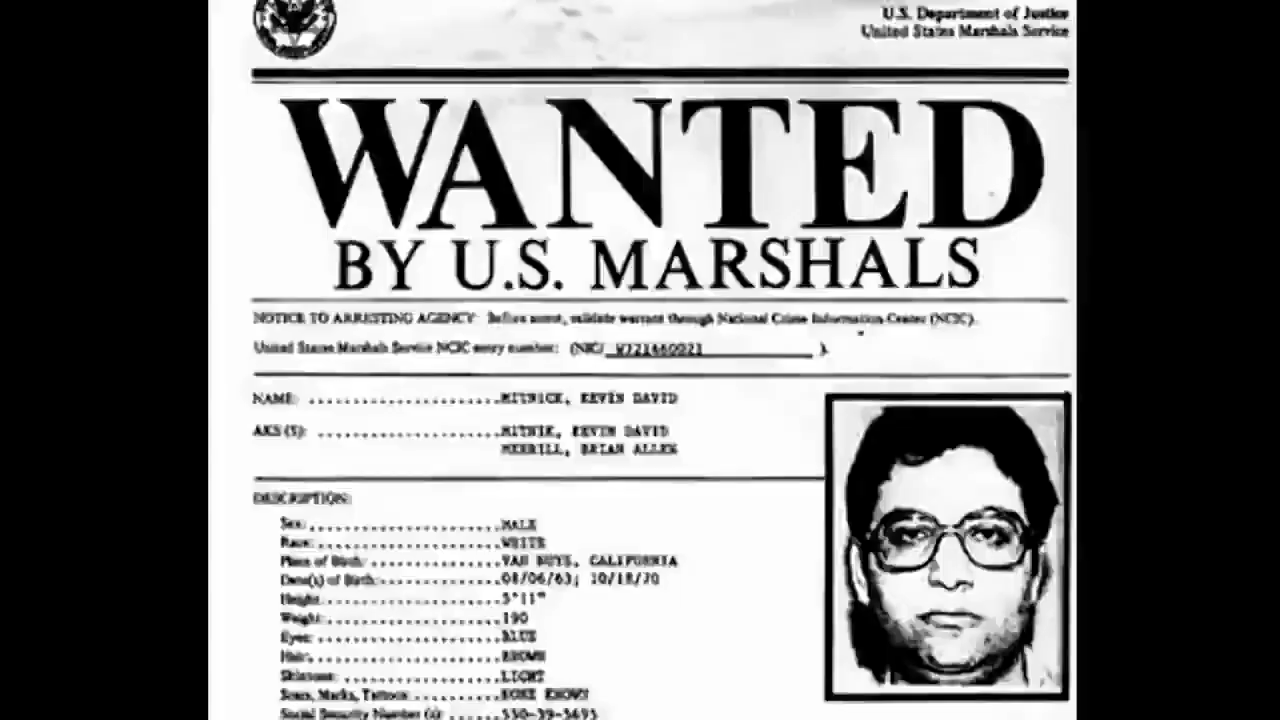 U.S. Department of Justice
United States Marshals Service
WANTED
BY U.S. MARSHALS
NOTICE TO ARRESTING AGENCY: Before arrest, validate warrant through National Crime Information Center (NCIC).
United States Marshals Service NCIC entry number: (NIC/ W721460021 ).
NAME: ......................MITNICK, KEVIN DAVID
AKS(S): .....................MITNIK, KEVIN DAVID
MERRILL, BRIAN ALLEN
DESCRIPTION:
Sex:......................MALE
Race:.....................WHITE
Place of Birth:...............VAN NUYS, CALIFORNIA
Date(s) of Birth:..............08/06/63; 10/18/70
Height:....................5'11"
Weight:....................190
Eyes:.....................BLUE
Hair:......................BROWN
Skintone:...................LIGHT
Scars, Marks, Tattoos:..........NONE KNOWN
Social Security Number (s):